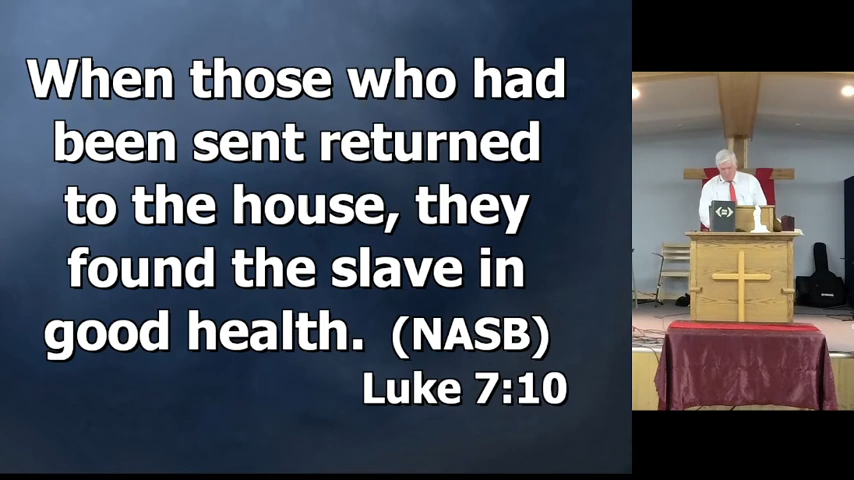 When those who had
been sent returned
to the house, they
found the slave in
good health. (NASB)
Luke 7:10